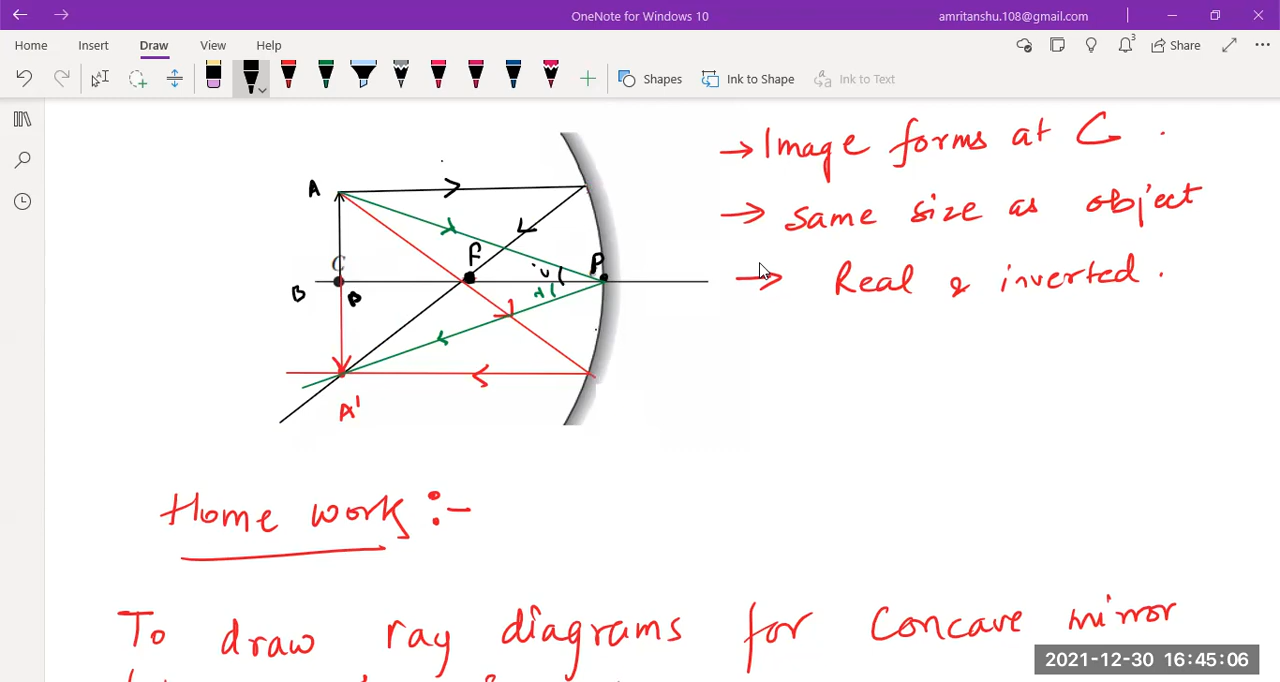 OneNote for Windows 10
amritanshu.108@gmail.com
Home Insert Draw View Help
3 Share
Shapes Ink to Shape Ink to Text
→ Image forms at C.
→ same size as object
→ Real & inverted.
A
F
C
P
B
i
r
A'
Home work :-
To draw ray diagrams for concave mirror
2021-12-30 16:45:06